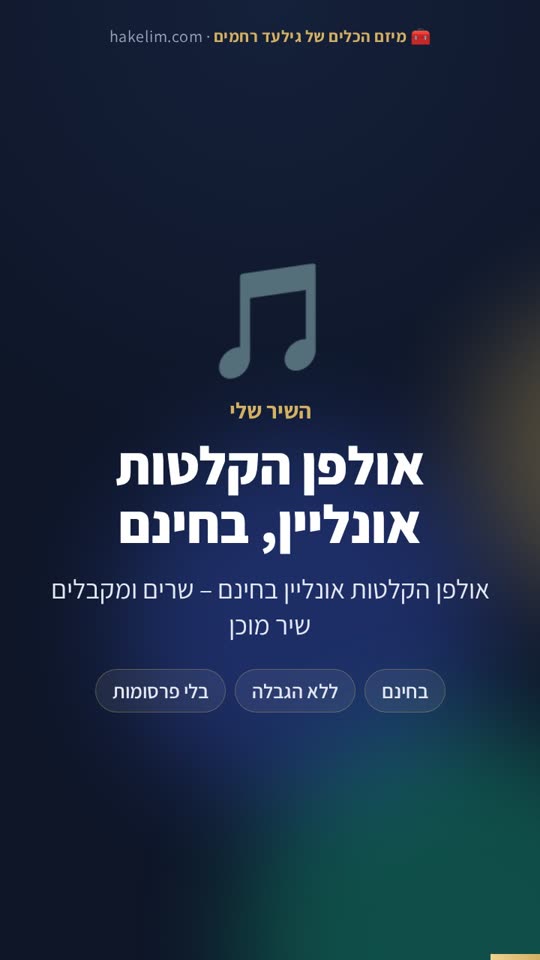 🧰 מיזם הכלים של גילעד רחמים · hakelim.com
השיר שלי
אולפן הקלטות
אונליין, בחינם
אולפן הקלטות אונליין בחינם – שרים ומקבלים
שיר מוכן
בחינם
ללא הגבלה
בלי פרסומות